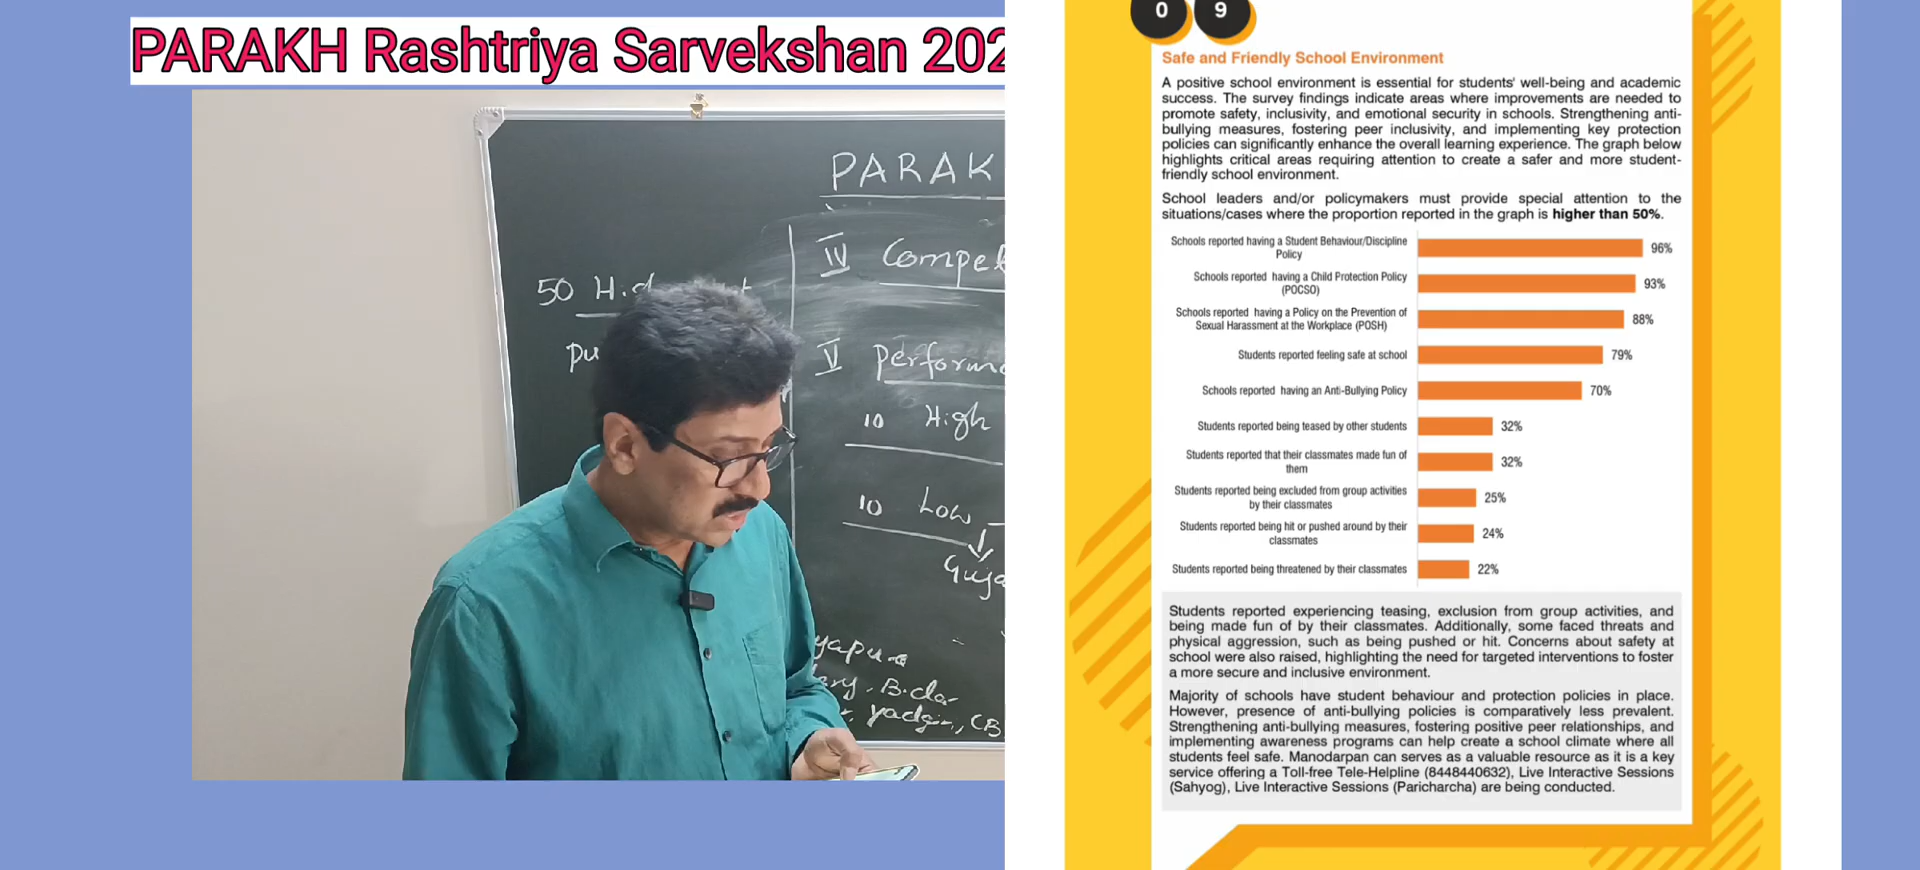 PARAKH Rashtriya Sarvekshan 202
PARAK
IV Compet
50 High
Pu
V Performa
10 High
10 Low
Guja
yapura
ery, Bidar
Yadgir, CB
0 9
Safe and Friendly School Environment
A positive school environment is essential for students' well-being and academic
success. The survey findings indicate areas where improvements are needed to
promote safety, inclusivity, and emotional security in schools. Strengthening anti-
bullying measures, fostering peer inclusivity, and implementing key protection
policies can significantly enhance the overall learning experience. The graph below
highlights critical areas requiring attention to create a safer and more student-
friendly school environment.
School leaders and/or policymakers must provide special attention to the
situations/cases where the proportion reported in the graph is higher than 50%.
Schools reported having a Student Behaviour/Discipline
Policy
96%
Schools reported having a Child Protection Policy
(POCSO)
93%
Schools reported having a Policy on the Prevention of
Sexual Harassment at the Workplace (POSH)
88%
Students reported feeling safe at school
79%
Schools reported having an Anti-Bullying Policy
70%
Students reported being teased by other students
32%
Students reported that their classmates made fun of
them
32%
Students reported being excluded from group activities
by their classmates
25%
Students reported being hit or pushed around by their
classmates
24%
Students reported being threatened by their classmates
22%
Students reported experiencing teasing, exclusion from group activities, and
being made fun of by their classmates. Additionally, some faced threats and
physical aggression, such as being pushed or hit. Concerns about safety at
school were also raised, highlighting the need for targeted interventions to foster
a more secure and inclusive environment.
Majority of schools have student behaviour and protection policies in place.
However, presence of anti-bullying policies is comparatively less prevalent.
Strengthening anti-bullying measures, fostering positive peer relationships, and
implementing awareness programs can help create a school climate where all
students feel safe. Manodarpan can serves as a valuable resource as it is a key
service offering a Toll-free Tele-Helpline (8448440632), Live Interactive Sessions
(Sahyog), Live Interactive Sessions (Paricharcha) are being conducted.